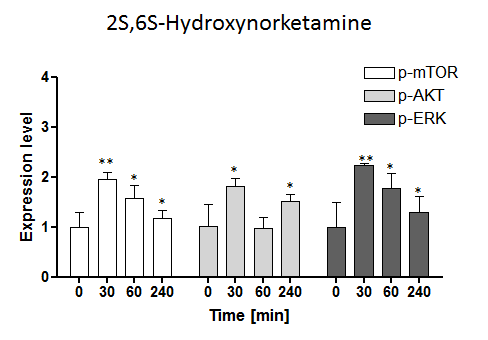 2S,6S-Hydroxynorketamine
p-mTOR
p-AKT
p-ERK
Expression level
4
3
2
1
0
** * * * * ** * *
0 30 60 240 0 30 60 240 0 30 60 240
Time [min]